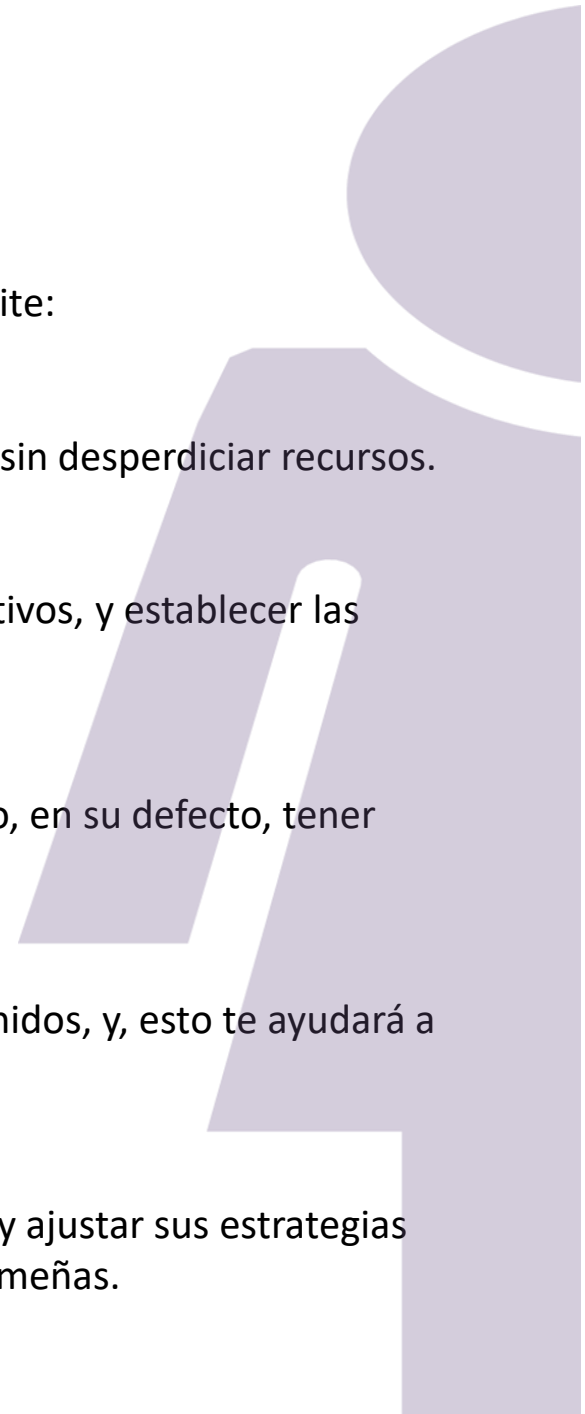 ite:
sin desperdiciar recursos.
tivos, y establecer las
o, en su defecto, tener
nidos, y, esto te ayudará a
y ajustar sus estrategias
meñas.